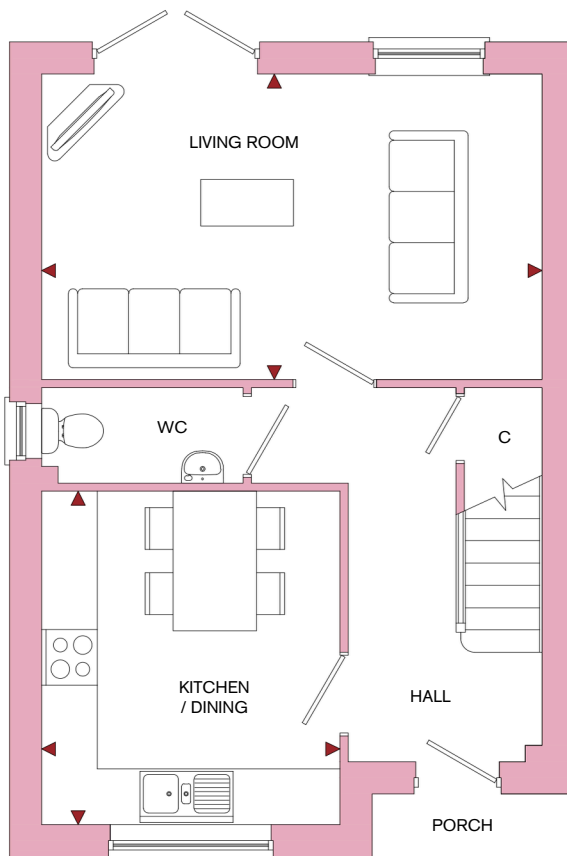 LIVING ROOM
WC
C
KITCHEN
/ DINING
HALL
PORCH